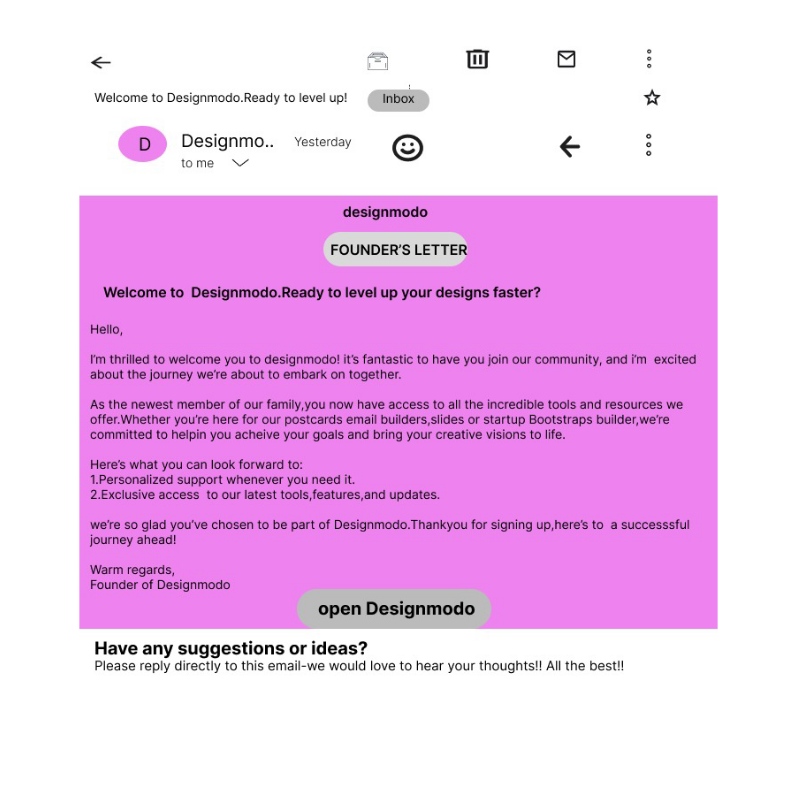 Welcome to Designmodo.Ready to level up!
Inbox
D
Designmo..
Yesterday
to me
designmodo
FOUNDER’S LETTER
Welcome to Designmodo.Ready to level up your designs faster?
Hello,
I’m thrilled to welcome you to designmodo! it’s fantastic to have you join our community, and i’m excited
about the journey we’re about to embark on together.
As the newest member of our family,you now have access to all the incredible tools and resources we
offer.Whether you’re here for our postcards email builders,slides or startup Bootstraps builder,we’re
committed to helpin you acheive your goals and bring your creative visions to life.
Here’s what you can look forward to:
1.Personalized support whenever you need it.
2.Exclusive access to our latest tools,features,and updates.
we’re so glad you’ve chosen to be part of Designmodo.Thankyou for signing up,here’s to a successsful
journey ahead!
Warm regards,
Founder of Designmodo
open Designmodo
Have any suggestions or ideas?
Please reply directly to this email-we would love to hear your thoughts!! All the best!!